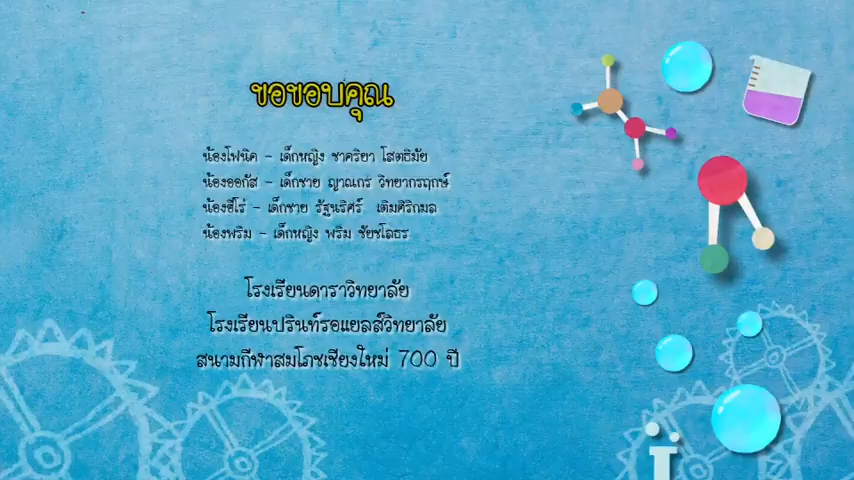 ขอขอบคุณ
น้องโฟนิค - เด็กหญิง ชาคริยา โสตธิมัย
น้องออกัส - เด็กชาย ญาณกร วิทยากรฤกษ์
น้องฮีโร่ - เด็กชาย รัฐนริศร์ เติมศิริกมล
น้องพริม - เด็กหญิง พริม ชัยชโลธร
โรงเรียนดาราวิทยาลัย
โรงเรียนปรินท์รอแยลส์วิทยาลัย
สนามกีฬาสมโภชเชียงใหม่ 700 ปี